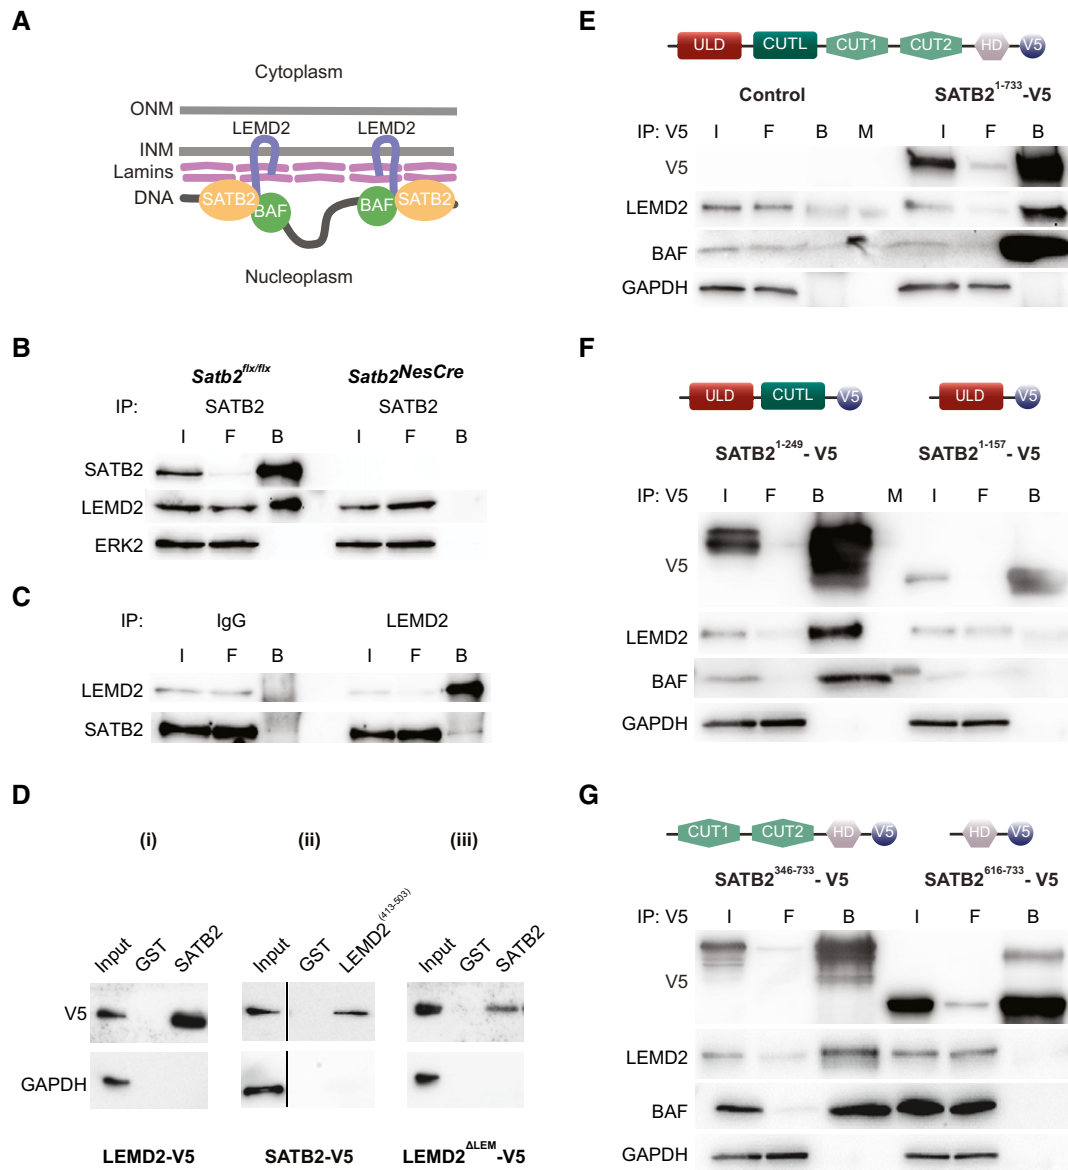 A
Cytoplasm
ONM
LEMD2 LEMD2
INM
Lamins
DNA
SATB2 BAF BAF SATB2
Nucleoplasm
B
Satb2flx/flx Satb2NesCre
IP: SATB2 SATB2
I F B I F B
SATB2
LEMD2
ERK2
C
IP: IgG LEMD2
I F B I F B
LEMD2
SATB2
D
(i) (ii) (iii)
Input GST SATB2 Input GST LEMD2(413-503) Input GST SATB2
V5
GAPDH
LEMD2-V5 SATB2-V5 LEMD2ΔLEM-V5
E
ULD CUTL CUT1 CUT2 HD V5
Control SATB21-733-V5
IP: V5 I F B M I F B
V5
LEMD2
BAF
GAPDH
F
ULD CUTL V5 ULD V5
SATB21-249- V5 SATB21-157- V5
IP: V5 I F B M I F B
V5
LEMD2
BAF
GAPDH
G
CUT1 CUT2 HD V5 HD V5
SATB2346-733- V5 SATB2616-733- V5
IP: V5 I F B I F B
V5
LEMD2
BAF
GAPDH